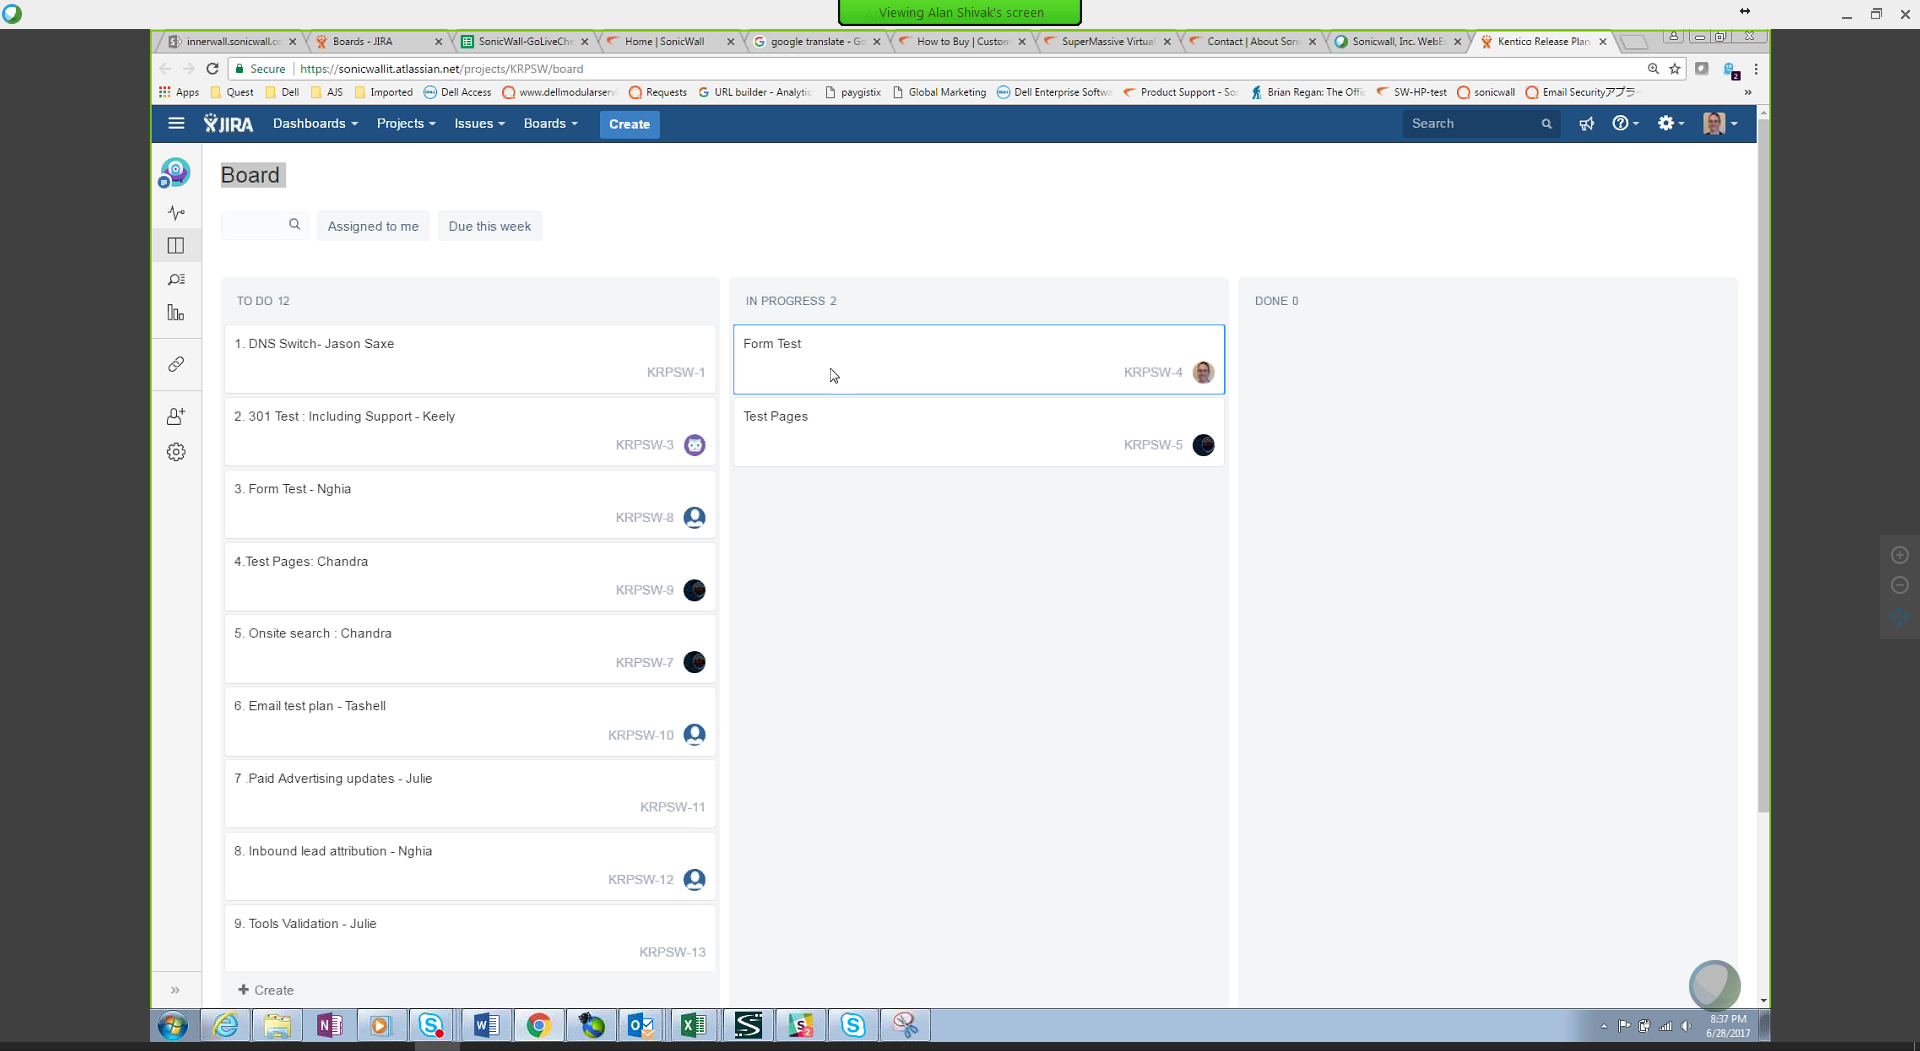 Viewing Alan Shivak's screen
innerwall.sonicwall.c
Boards - JIRA
SonicWall-GoLiveChe
Home | SonicWall
google translate - Go
How to Buy | Custom
SuperMassive Virtual
Contact | About Soni
Sonicwall, Inc. WebE
Kentico Release Plan
Secure https://sonicwallit.atlassian.net/projects/KRPSW/board
Apps Quest Dell AJS Imported Dell Access www.dellmodularserv Requests URL builder - Analytic paygistix Global Marketing Dell Enterprise Softwa Product Support - So Brian Regan: The Offic SW-HP-test sonicwall Email Securityアプラ »
JIRA Dashboards Projects Issues Boards Create Search
Board
Assigned to me Due this week
TO DO 12
1. DNS Switch- Jason Saxe
KRPSW-1
2. 301 Test : Including Support - Keely
KRPSW-3
3. Form Test - Nghia
KRPSW-8
4.Test Pages: Chandra
KRPSW-9
5. Onsite search : Chandra
KRPSW-7
6. Email test plan - Tashell
KRPSW-10
7 .Paid Advertising updates - Julie
KRPSW-11
8. Inbound lead attribution - Nghia
KRPSW-12
9. Tools Validation - Julie
KRPSW-13
+ Create
IN PROGRESS 2
Form Test
KRPSW-4
Test Pages
KRPSW-5
DONE 0
8:37 PM
6/28/2017